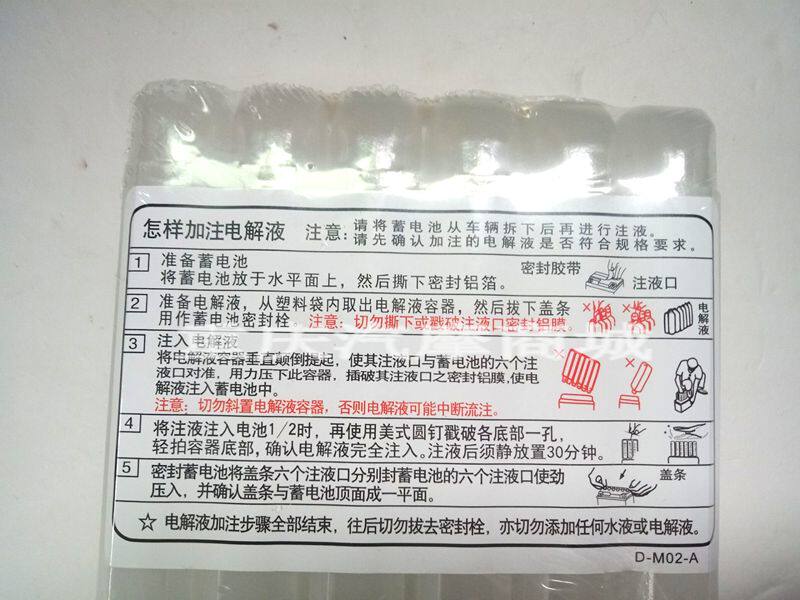 怎样加注电解液
注意:
请将蓄电池从车辆拆下后再进行注液。
请先确认加注的电解液是否符合规格要求。
1 准备蓄电池
将蓄电池放于水平面上，然后撕下密封铝箔。
密封胶带
注液口
2 准备电解液，从塑料袋内取出电解液容器，然后拔下盖条
用作蓄电池密封栓。注意：切勿撕下或戳破注液口密封铝膜。
电解液
3 注入电解液
将电解液容器垂直颠倒提起，使其注液口与蓄电池的六个注
液口对准，用力压下此容器，插破其注液口之密封铝膜,使电
解液注入蓄电池中。
注意：切勿斜置电解液容器，否则电解液可能中断流注。
4 将注液注入电池1/2时，再使用美式圆钉戳破各底部一孔，
轻拍容器底部,确认电解液完全注入。注液后须静放置30分钟。
5 密封蓄电池将盖条六个注液口分别封蓄电池的六个注液口使劲
压入，并确认盖条与蓄电池顶面成一平面。
盖条
☆ 电解液加注步骤全部结束，往后切勿拔去密封栓，亦切勿添加任何水液或电解液。
D-M02-A